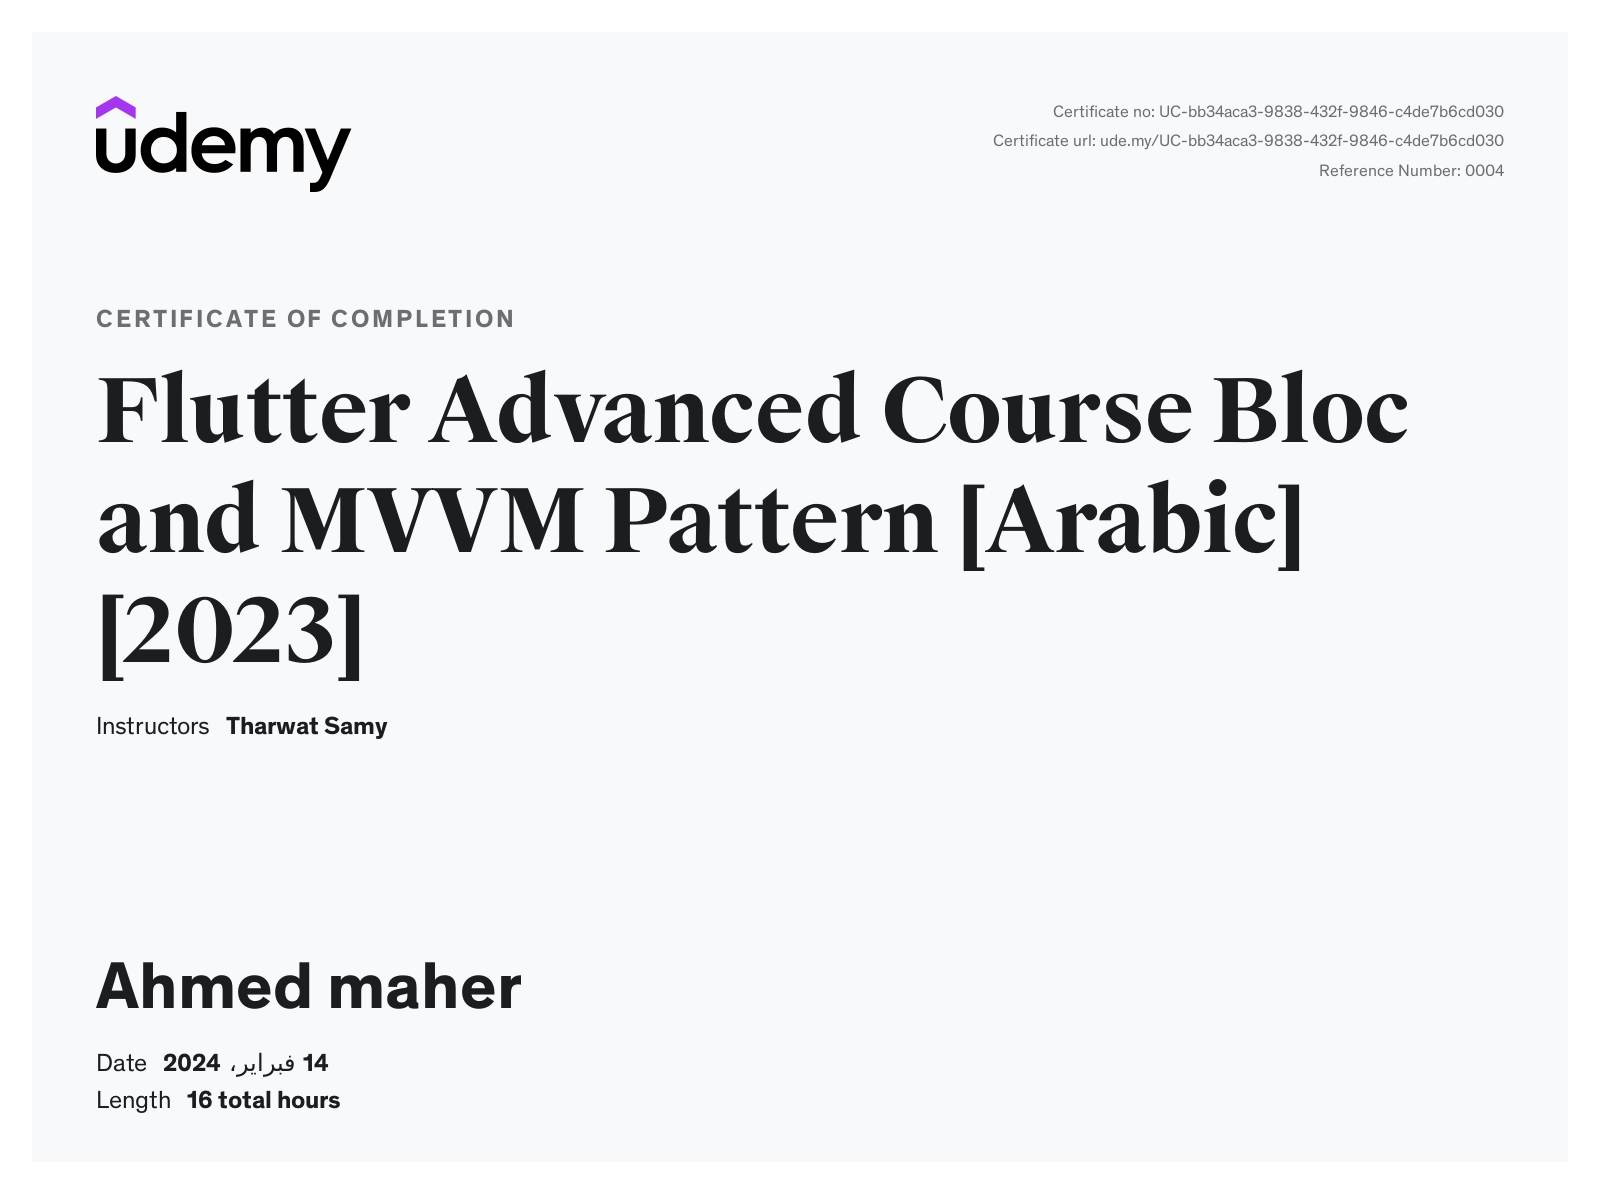 udemy
Certificate no: UC-bb34aca3-9838-432f-9846-c4de7b6cd030
Certificate url: ude.my/UC-bb34aca3-9838-432f-9846-c4de7b6cd030
Reference Number: 0004
CERTIFICATE OF COMPLETION
Flutter Advanced Course Bloc
and MVVM Pattern [Arabic]
[2023]
Instructors Tharwat Samy
Ahmed maher
Date 14 فبراير، 2024
Length 16 total hours